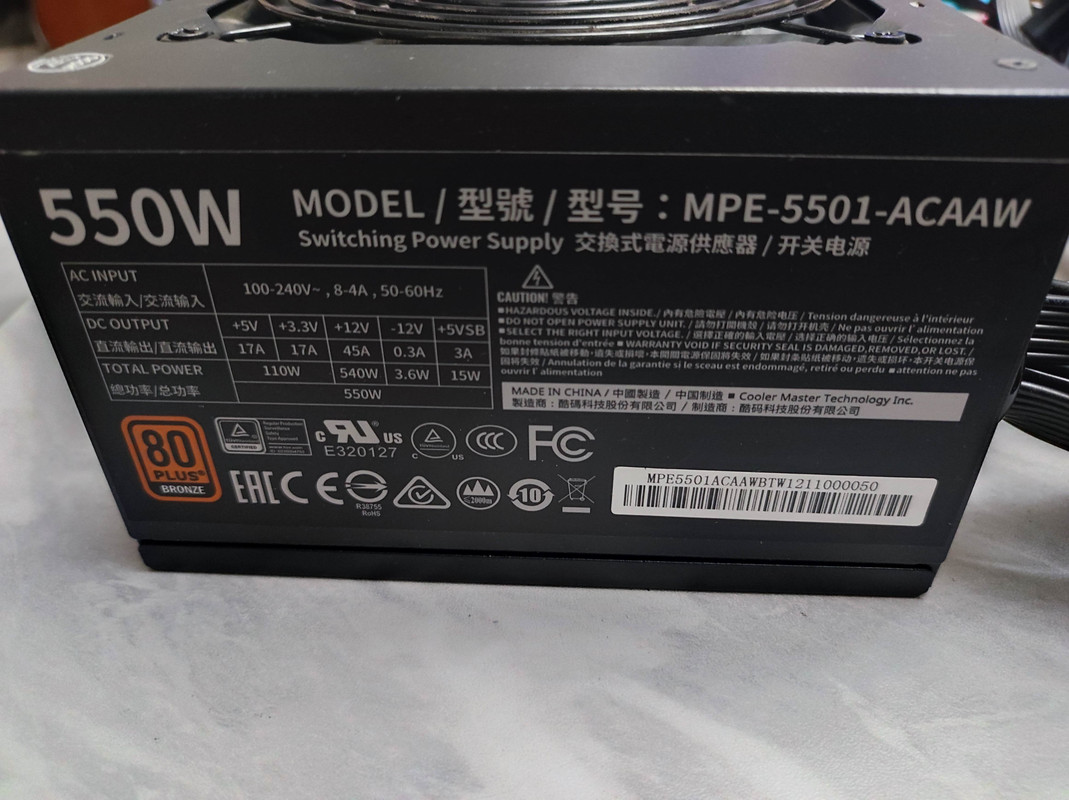 550W
MODEL / 型號 / 型号：MPE-5501-ACAAW
Switching Power Supply 交換式電源供應器 / 开关电源
AC INPUT
交流輸入/交流输入
100-240V~ , 8-4A , 50-60Hz
DC OUTPUT
直流輸出/直流输出
+5V +3.3V +12V -12V +5VSB
17A 17A 45A 0.3A 3A
TOTAL POWER
總功率/总功率
110W 540W 3.6W 15W
550W
CAUTION! 警告
■HAZARDOUS VOLTAGE INSIDE. / 內有危險電壓 / 内有危险电压 / Tension dangereuse à l'intérieur
■DO NOT OPEN POWER SUPPLY UNIT. / 請勿打開機殼 / 请勿打开机壳 / Ne pas ouvrir l' alimentation
■SELECT THE RIGHT INPUT VOLTAGE. / 選擇正確的輸入電壓 / 选择正确的输入电压 / Sélectionnez la
bonne tension d'entrée ■ WARRANTY VOID IF SECURITY SEAL IS DAMAGED,REMOVED,OR LOST. /
如果封條貼紙被移動，遺失或損壞，本開關電源保固將失效 / 如果封条贴纸被移动，遗失或损坏，本开关电源保
固将失效 / Annulation de la garantie si le sceau est endommagé, retiré ou perdu ■ attention ne pas
ouvrir l' alimentation
MADE IN CHINA / 中國製造 / 中国制造 ■ Cooler Master Technology Inc.
製造商：酷碼科技股份有限公司 / 制造商：酷码科技股份有限公司
80
PLUS®
BRONZE
CERTIFIED
c RU US
E320127
C US
CCC
FC
EAC CE
R38755
RoHS
≤2000m
10
MPE5501ACAAWBTW1211000050